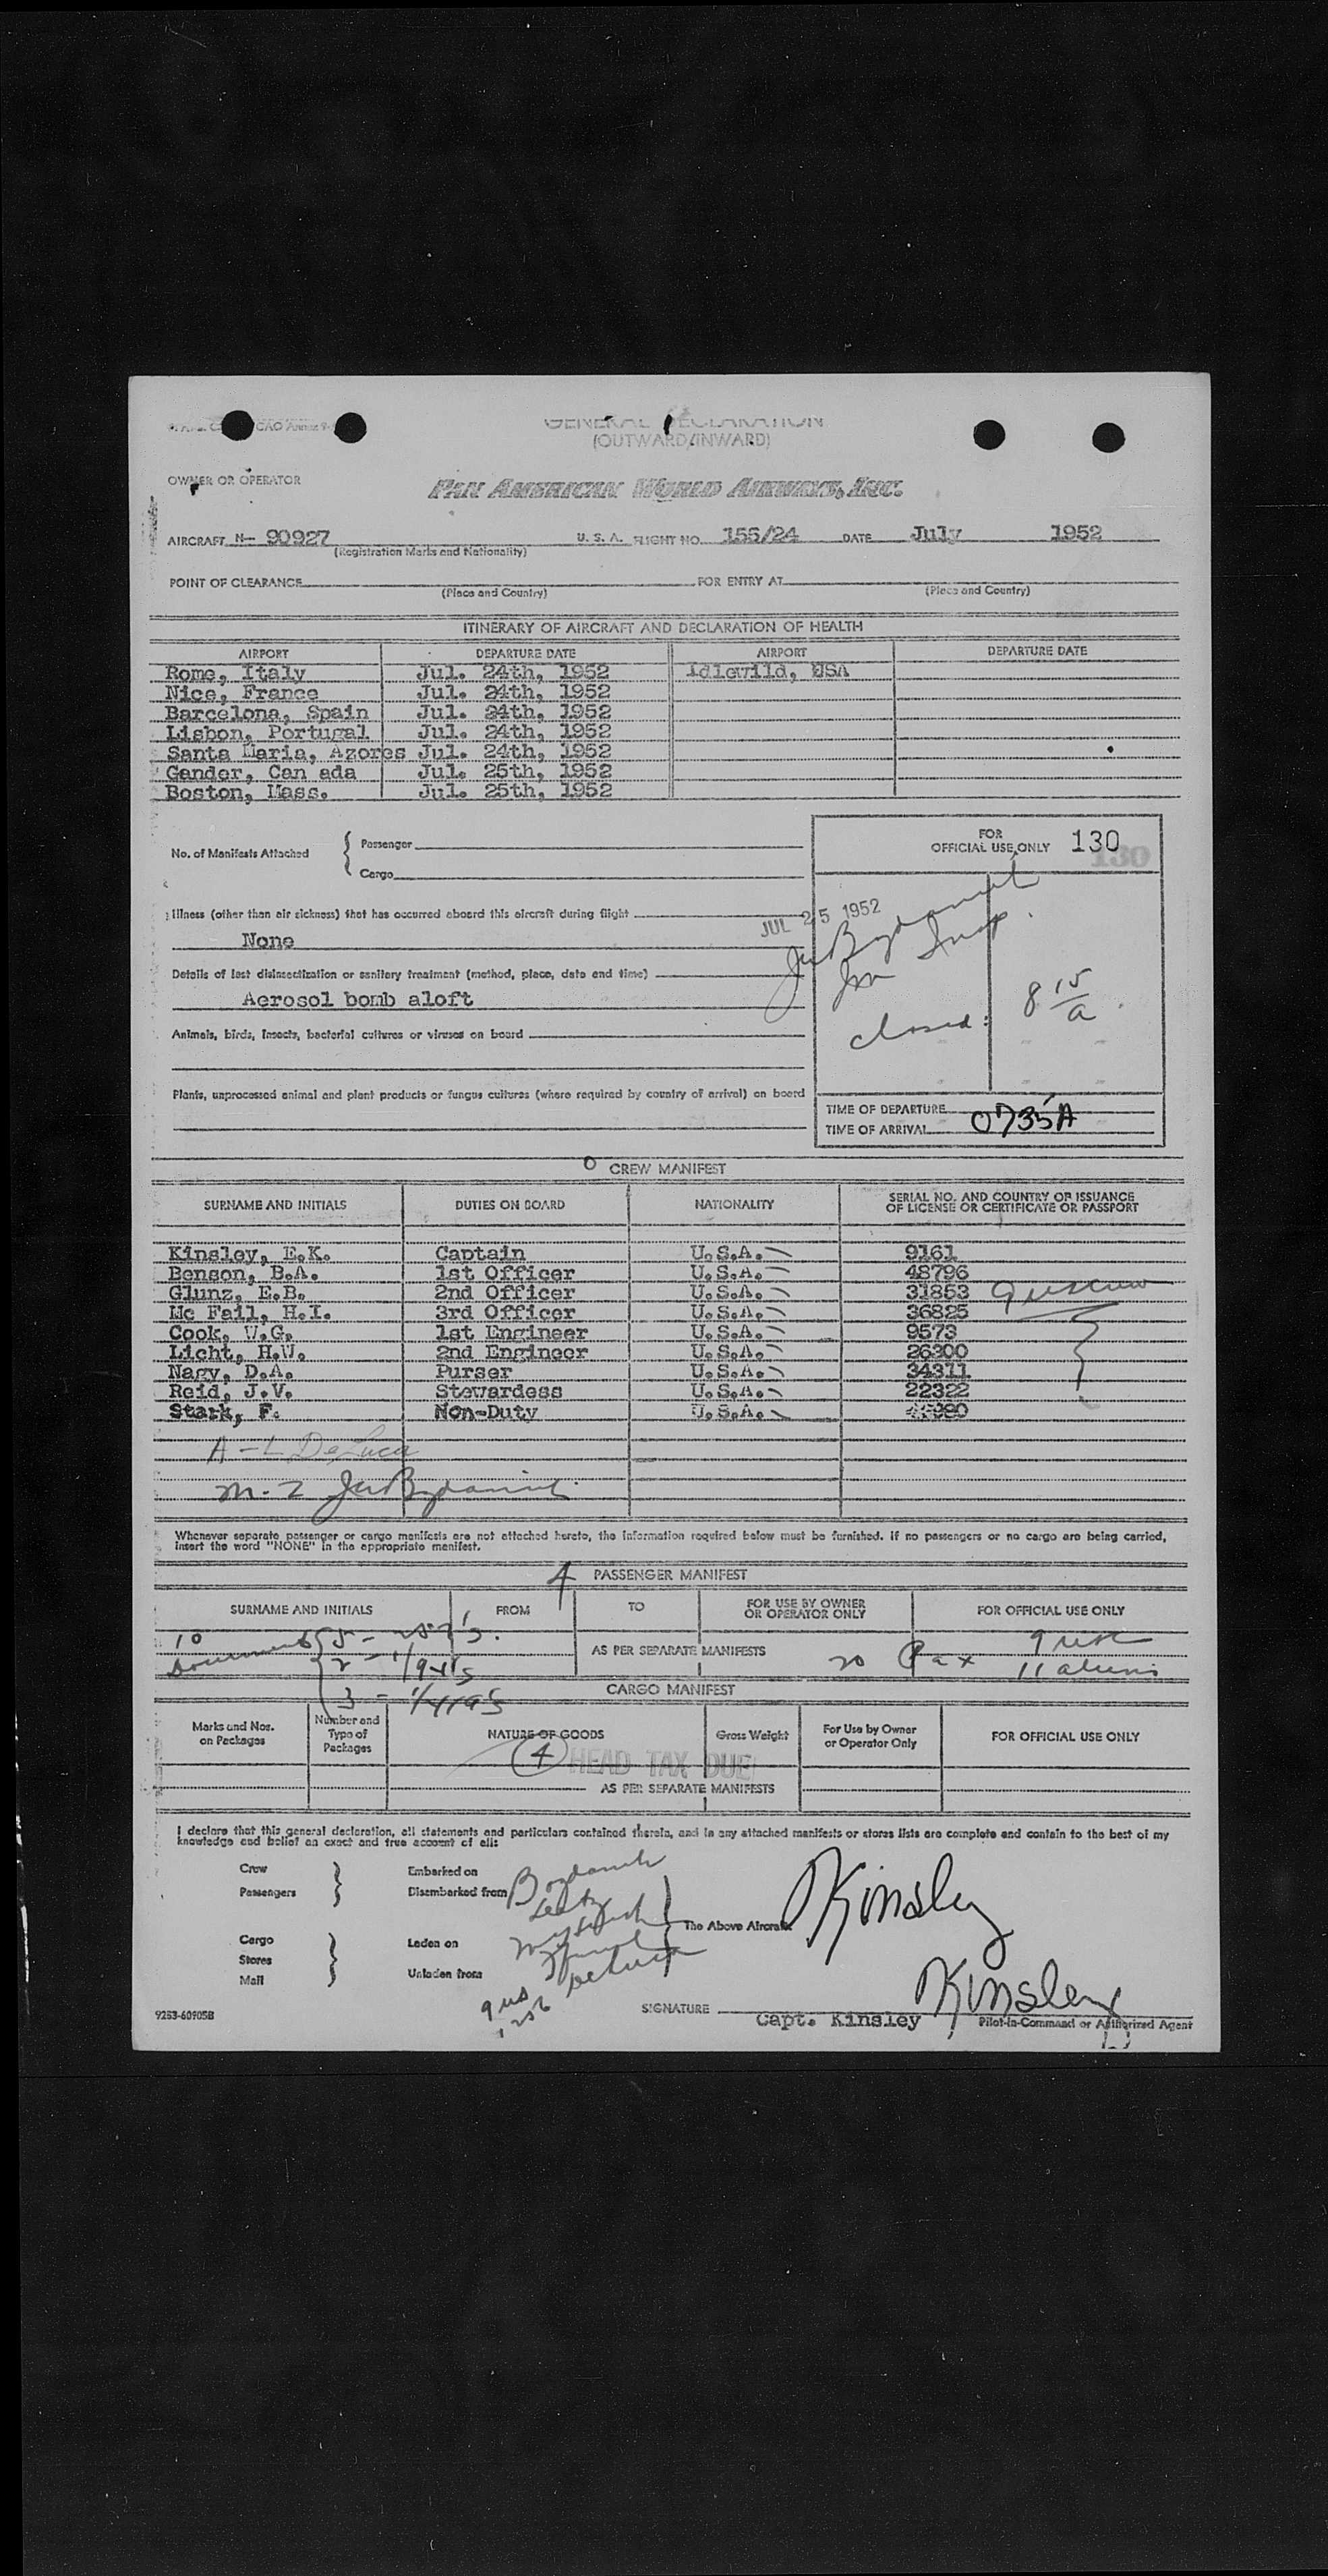 GENERAL DECLARATION
(OUTWARD/INWARD)
OWNER OR OPERATOR
PAN AMERICAN WORLD AIRWAYS, INC.
AIRCRAFT N- 90927 U. S. A. FLIGHT NO. 155/24 DATE July 1952
(Registration Marks and Nationality)
POINT OF CLEARANCE FOR ENTRY AT
(Place and Country) (Place and Country)
ITINERARY OF AIRCRAFT AND DECLARATION OF HEALTH
AIRPORT DEPARTURE DATE AIRPORT DEPARTURE DATE
Rome, Italy Jul. 24th, 1952 Idlewild, USA
Nice, France Jul. 24th, 1952
Barcelona, Spain Jul. 24th, 1952
Lisbon, Portugal Jul. 24th, 1952
Santa Maria, Azores Jul. 24th, 1952
Gander, Can ada Jul. 25th, 1952
Boston, Mass. Jul. 25th, 1952
No. of Manifests Attached
Passenger
Cargo
FOR
OFFICIAL USE ONLY 130
130
Illness (other than air sickness) that has occurred aboard this aircraft during flight
None
JUL 25 1952
Im Insp.
Details of last disinsectization or sanitary treatment (method, place, date and time)
Aerosol bomb aloft
closed: 8 15/a.
Animals, birds, insects, bacterial cultures or viruses on board
Plants, unprocessed animal and plant products or fungus cultures (where required by country of arrival) on board
TIME OF DEPARTURE
TIME OF ARRIVAL 0735A
0 CREW MANIFEST
SURNAME AND INITIALS DUTIES ON BOARD NATIONALITY SERIAL NO. AND COUNTRY OF ISSUANCE
OF LICENSE OR CERTIFICATE OR PASSPORT
Kinsley, E.K. Captain U.S.A. 9161
Benson, B.A. 1st Officer U.S.A. 48796
Glunz, E.B. 2nd Officer U.S.A. 31853
Mc Fail, H.I. 3rd Officer U.S.A. 36825
Cook, W.G. 1st Engineer U.S.A. 9573
Licht, H.W. 2nd Engineer U.S.A. 26300
Nagy, D.A. Purser U.S.A. 34311
Reid, J.V. Stewardess U.S.A. 22322
Stark, F. Non-Duty U.S.A.
A - L DeLuca
M - Z
Whenever separate passenger or cargo manifests are not attached hereto, the information required below must be furnished. If no passengers or no cargo are being carried,
insert the word "NONE" in the appropriate manifest.
4 PASSENGER MANIFEST
SURNAME AND INITIALS FROM TO FOR USE BY OWNER
OR OPERATOR ONLY FOR OFFICIAL USE ONLY
10
Documents
AS PER SEPARATE MANIFESTS
20 Pax
9 usc
11 aliens
CARGO MANIFEST
Marks and Nos.
on Packages
Number and
Type of
Packages
NATURE OF GOODS
Gross Weight
For Use by Owner
or Operator Only
FOR OFFICIAL USE ONLY
4 HEAD TAX DUE
AS PER SEPARATE MANIFESTS
I declare that this general declaration, all statements and particulars contained therein, and in any attached manifests or stores lists are complete and contain to the best of my
knowledge and belief an exact and true account of all:
Crew
Passengers
Embarked on
Disembarked from
The Above Aircraft
Kinsley
Cargo
Stores
Mail
Laden on
Unladen from
DeLuca
Kinsley
9253-60905B
SIGNATURE
Capt. Kinsley
Pilot-in-Command or Authorized Agent